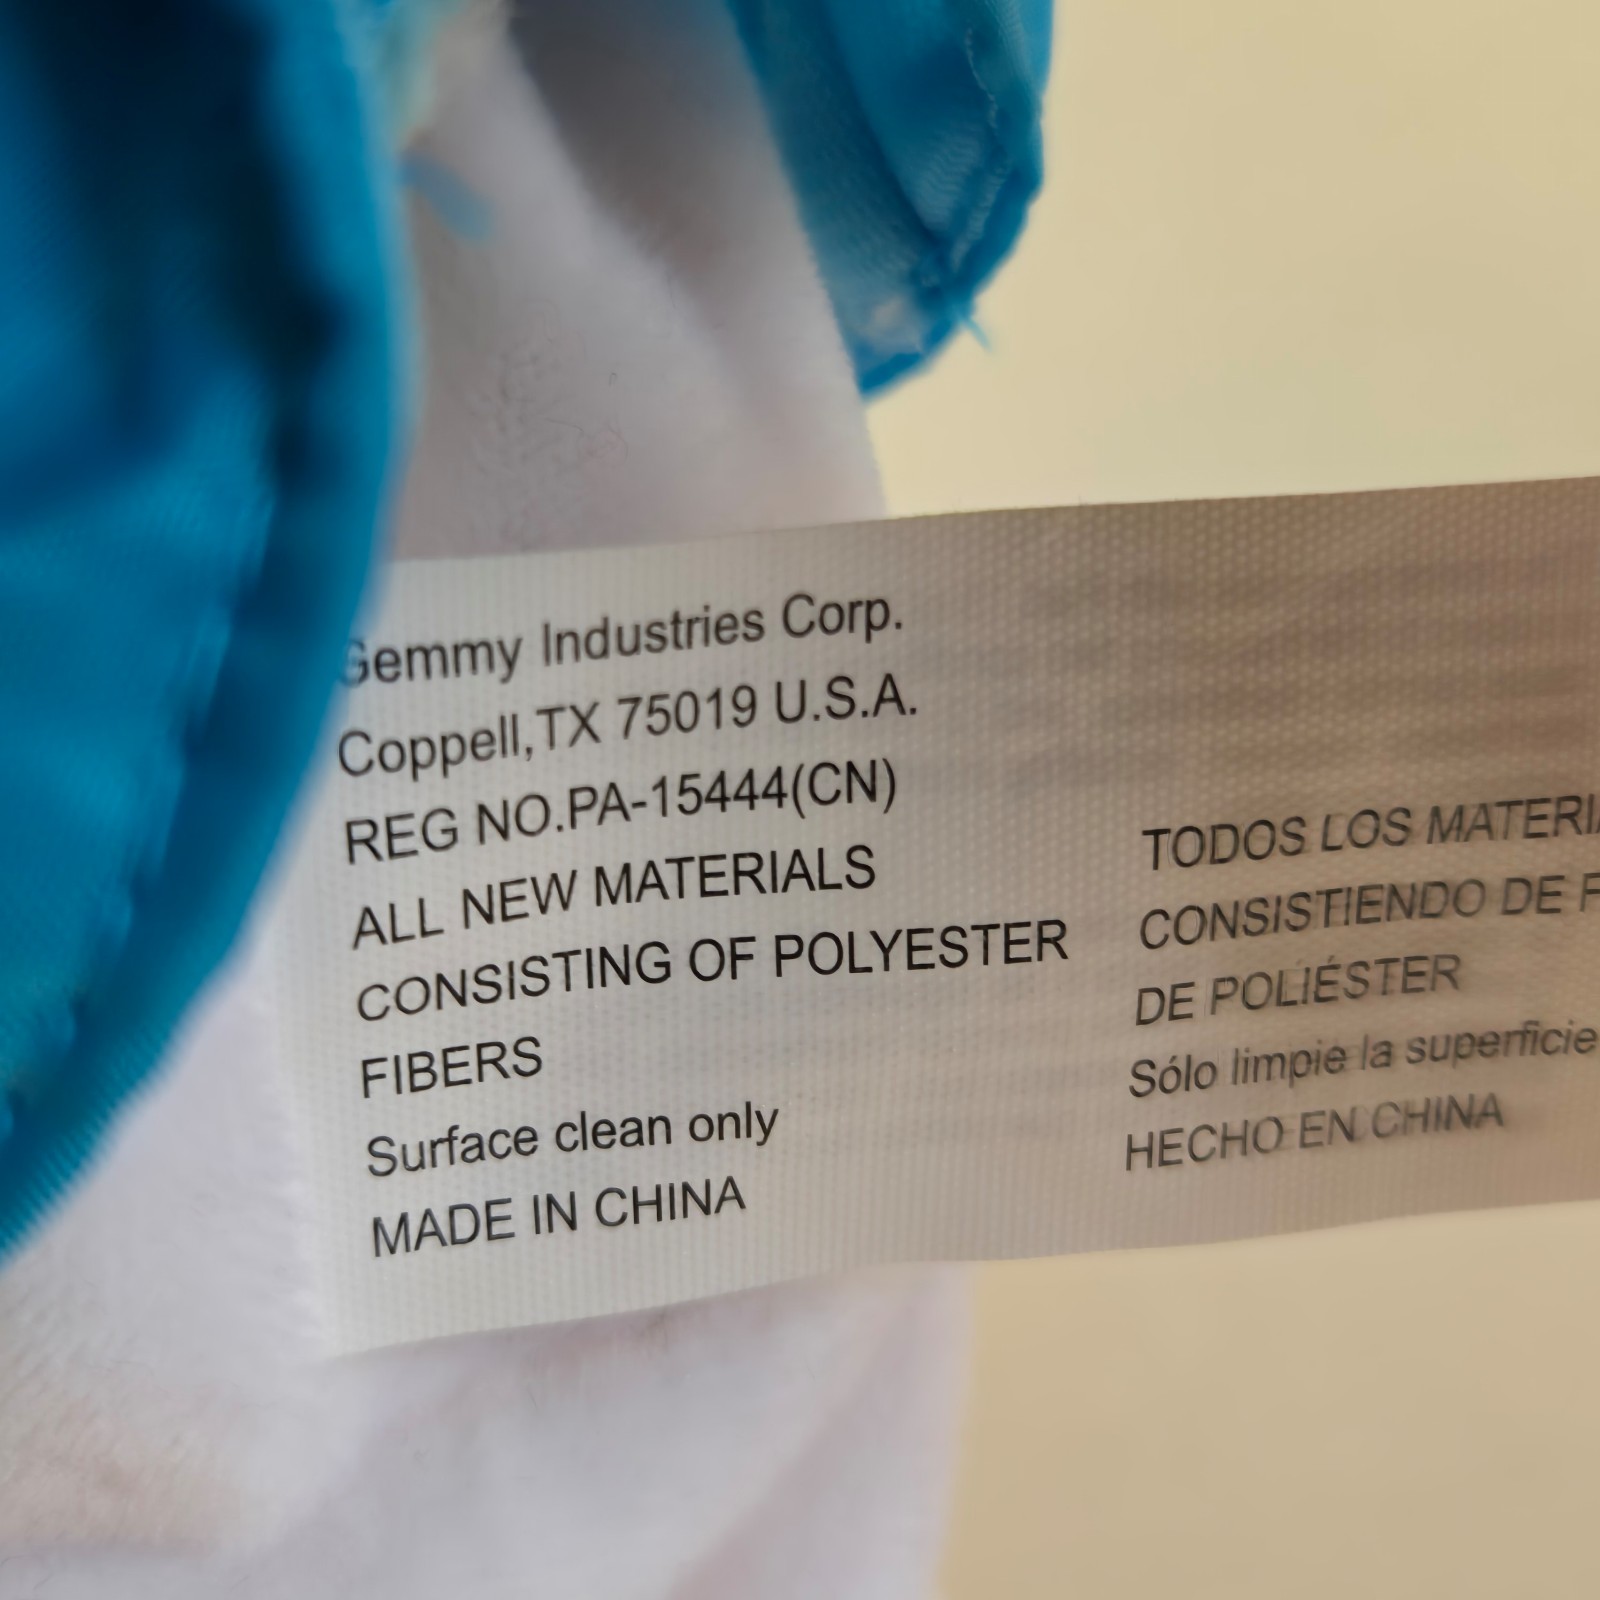 Gemmy Industries Corp.
Coppell,TX 75019 U.S.A.
REG NO.PA-15444(CN)
ALL NEW MATERIALS
CONSISTING OF POLYESTER
FIBERS
Surface clean only
MADE IN CHINA
TODOS LOS
CONSISTIENDO DE
DE POLIÉSTER
Sólo limpie la superficie
HECHO EN CHINA